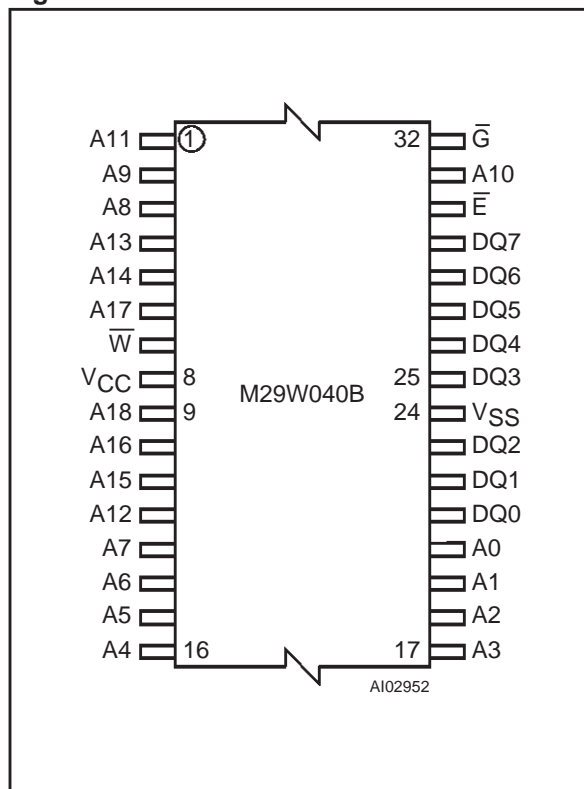 A11 1 32 G̅
A9 A10
A8 E̅
A13 DQ7
A14 DQ6
A17 DQ5
W̅ DQ4
VCC 8 25 DQ3
M29W040B
A18 9 24 VSS
A16 DQ2
A15 DQ1
A12 DQ0
A7 A0
A6 A1
A5 A2
A4 16 17 A3
AI02952